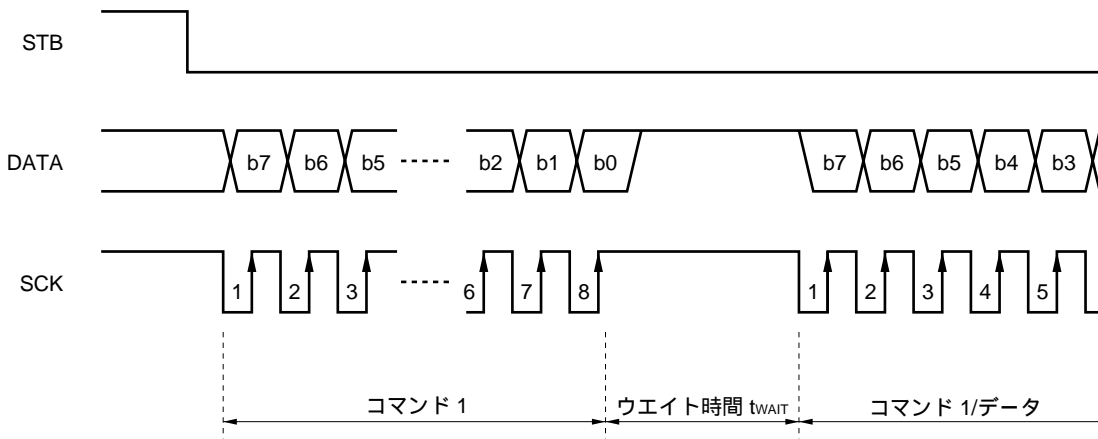 STB
DATA b7 b6 b5 b2 b1 b0 b7 b6 b5 b4 b3
SCK 1 2 3 6 7 8 1 2 3 4 5
コマンド 1 ウエイト時間 tWAIT コマンド 1/データ